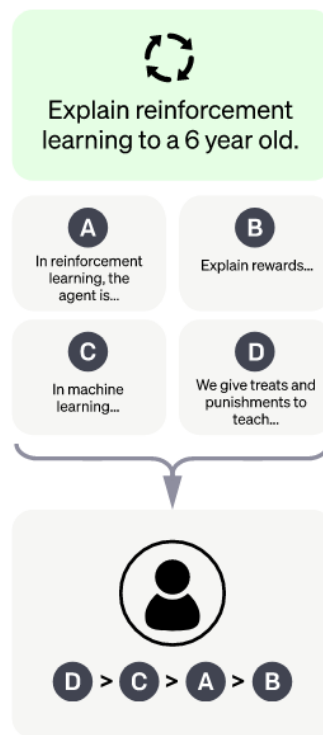 Explain reinforcement
learning to a 6 year old.
A
In reinforcement
learning, the
agent is...
B
Explain rewards...
C
In machine
learning...
D
We give treats and
punishments to
teach...
D > C > A > B